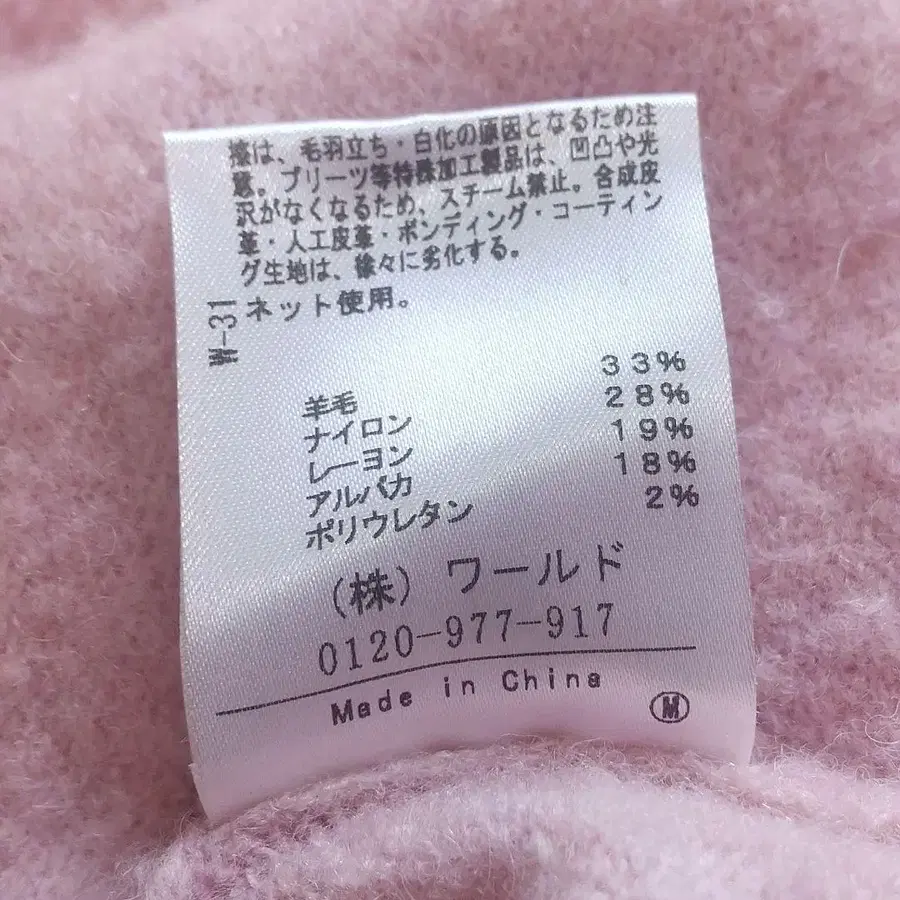 擦は、毛羽立ち・白化の原因となるため注
意。プリーツ等特殊加工製品は、凹凸や光
沢がなくなるため、スチーム禁止。合成皮
革・人工皮革・ボンディング・コーティン
グ生地は、徐々に劣化する。
W-31
ネット使用。
羊毛 33%
ナイロン 28%
レーヨン 19%
アルパカ 18%
ポリウレタン 2%
(株) ワールド
0120-977-917
Made in China
M